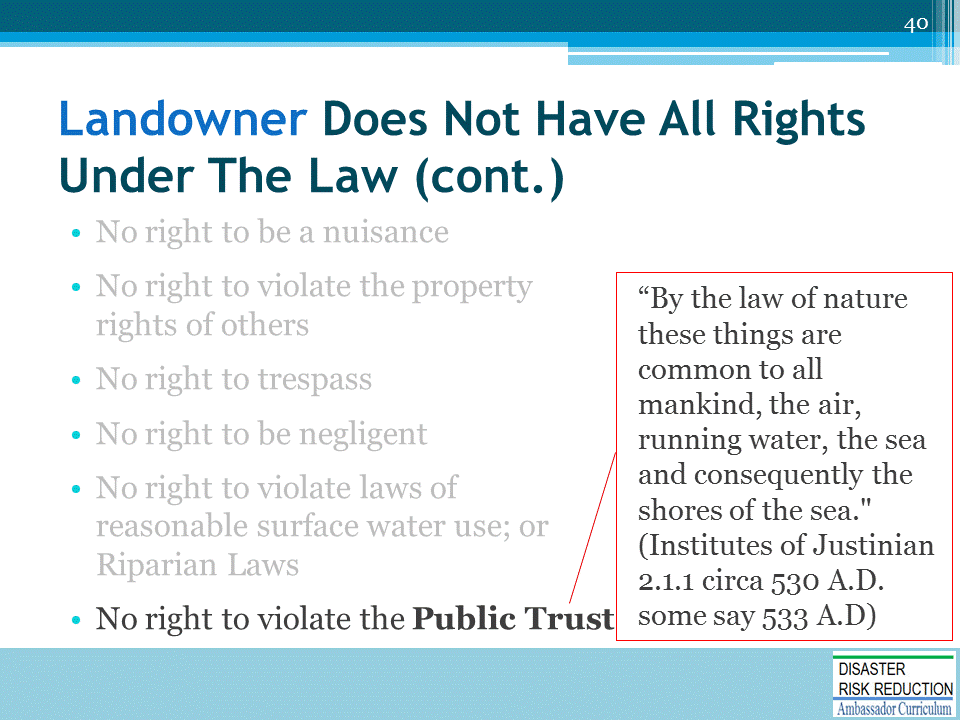 40
Landowner Does Not Have All Rights
Under The Law (cont.)
• No right to be a nuisance
• No right to violate the property
rights of others
• No right to trespass
• No right to be negligent
• No right to violate laws of
reasonable surface water use; or
Riparian Laws
• No right to violate the Public Trust
“By the law of nature
these things are
common to all
mankind, the air,
running water, the sea
and consequently the
shores of the sea."
(Institutes of Justinian
2.1.1 circa 530 A.D.
some say 533 A.D)
DISASTER
RISK REDUCTION
Ambassador Curriculum